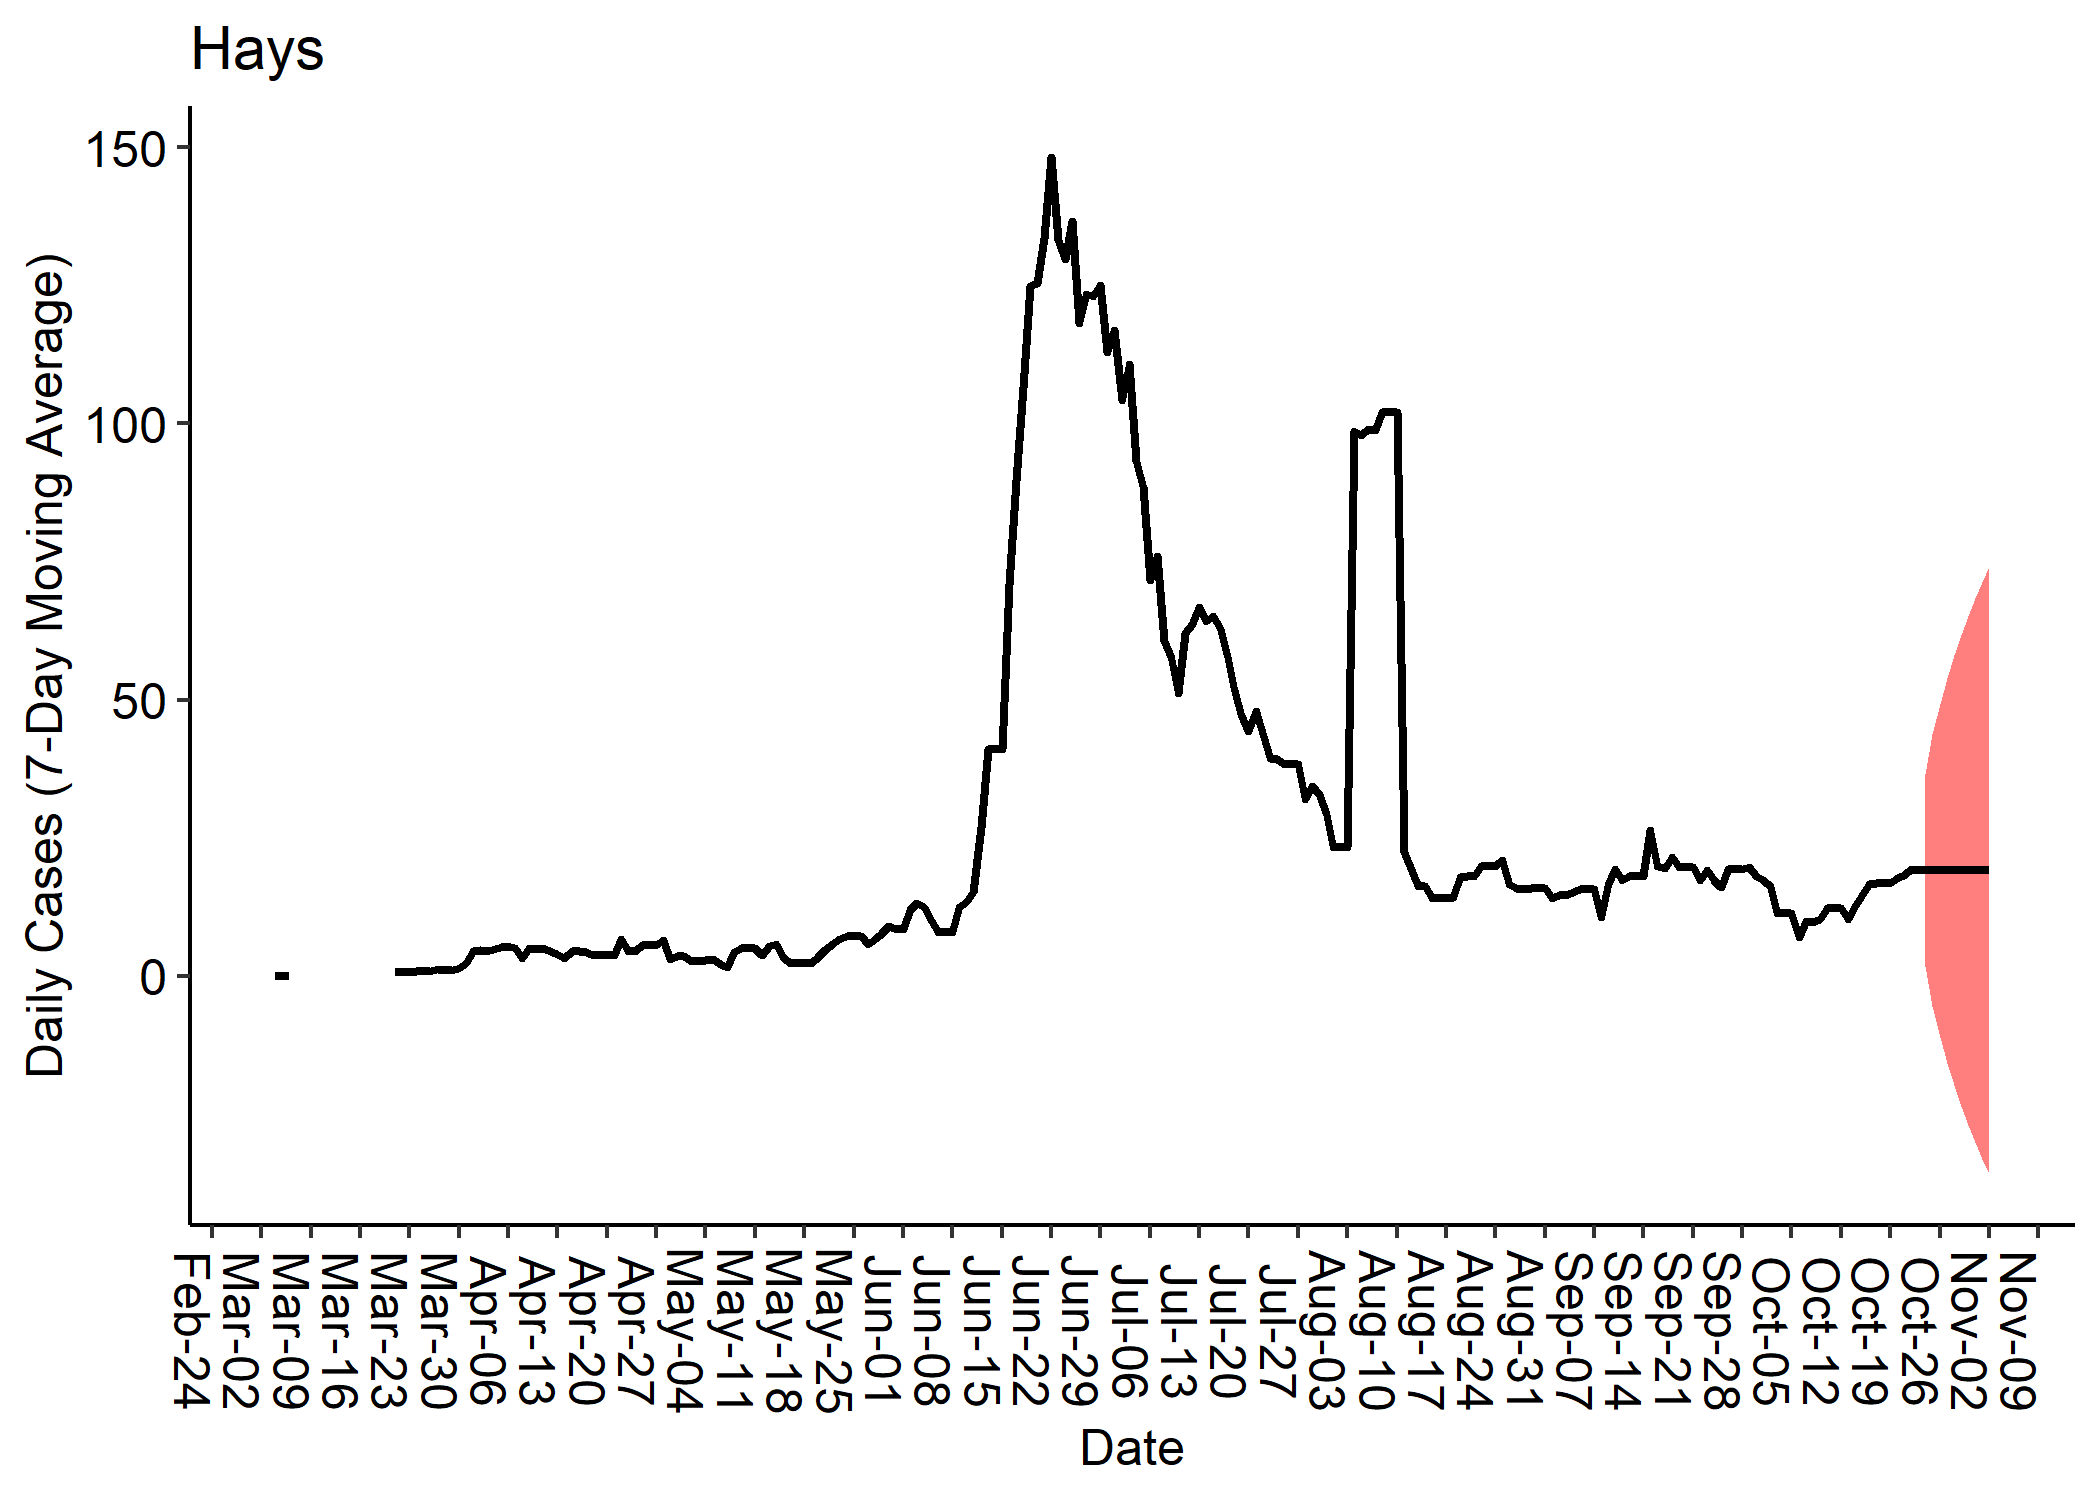 Hays
Daily Cases (7-Day Moving Average)
150
100
50
0
Feb-24
Mar-02
Mar-09
Mar-16
Mar-23
Mar-30
Apr-06
Apr-13
Apr-20
Apr-27
May-04
May-11
May-18
May-25
Jun-01
Jun-08
Jun-15
Jun-22
Jun-29
Jul-06
Jul-13
Jul-20
Jul-27
Aug-03
Aug-10
Aug-17
Aug-24
Aug-31
Sep-07
Sep-14
Sep-21
Sep-28
Oct-05
Oct-12
Oct-19
Oct-26
Nov-02
Nov-09
Date